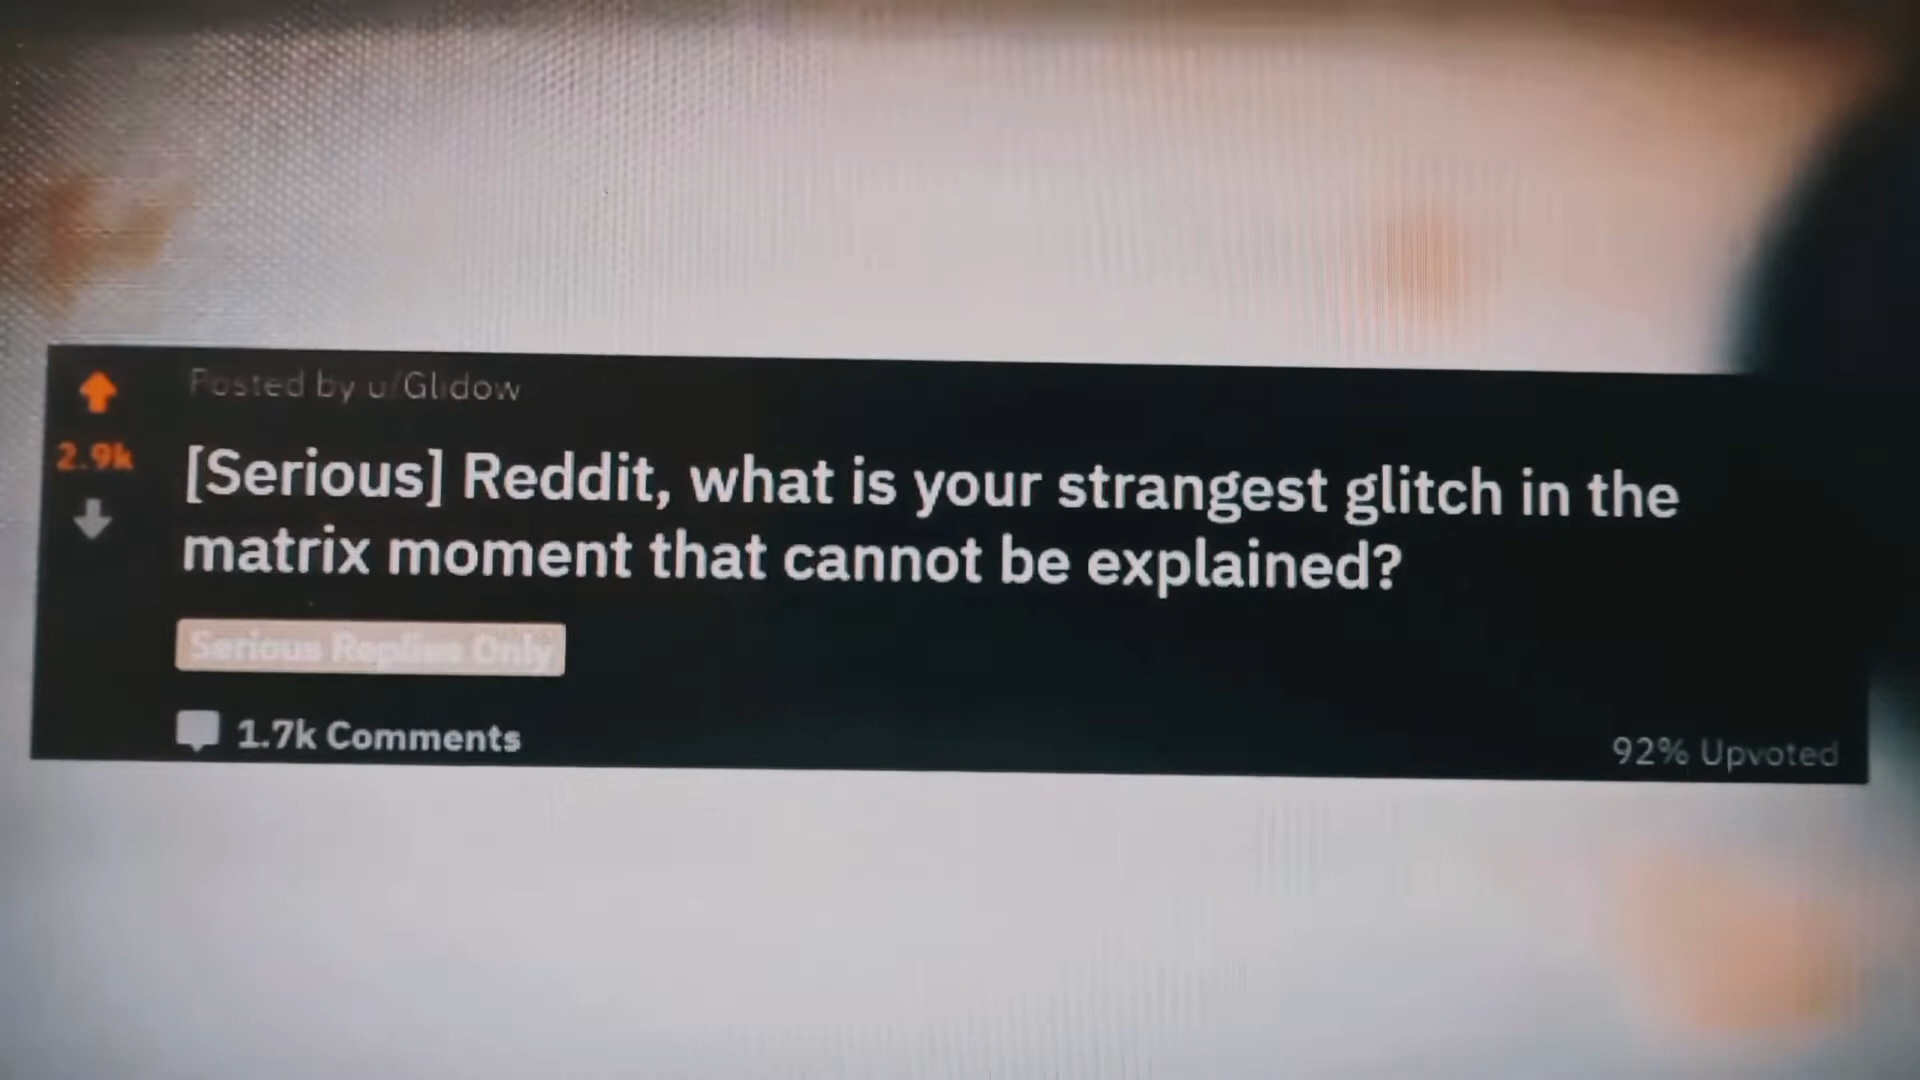 Posted by u/Glidow
2.9k
[Serious] Reddit, what is your strangest glitch in the
matrix moment that cannot be explained?
Serious Replies Only
1.7k Comments
92% Upvoted